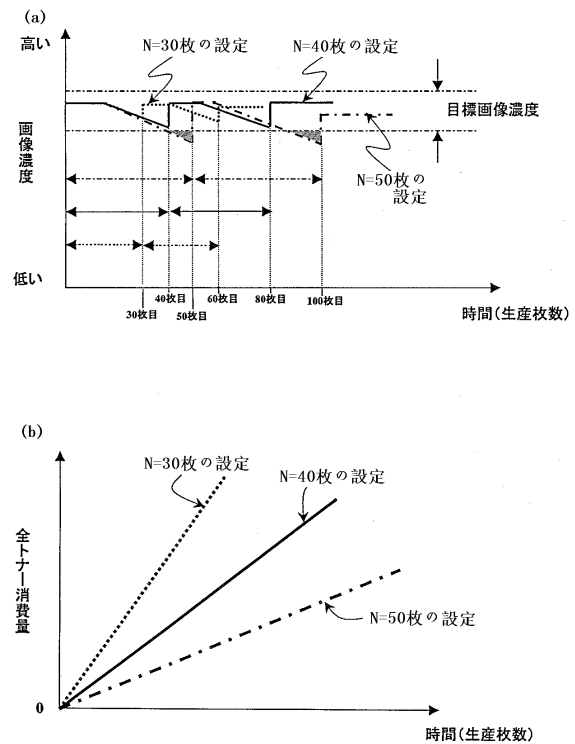 (a)
高い
N=30枚の設定
N=40枚の設定
目標画像濃度
画像濃度
N=50枚の
設定
低い
30枚目
40枚目
50枚目
60枚目
80枚目
100枚目
時間(生産枚数)
(b)
N=30枚の設定
N=40枚の設定
全トナー消費量
N=50枚の設定
0
時間(生産枚数)